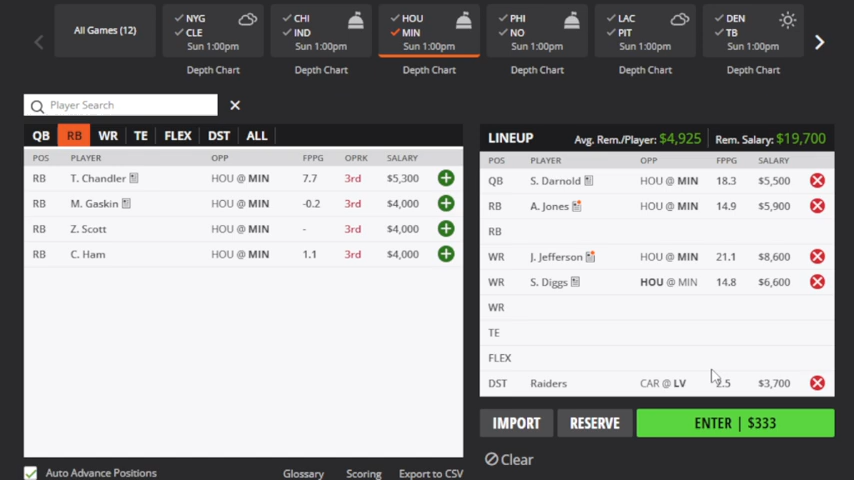 All Games (12)
NYG
CLE
Sun 1:00pm
Depth Chart
CHI
IND
Sun 1:00pm
Depth Chart
HOU
MIN
Sun 1:00pm
Depth Chart
PHI
NO
Sun 1:00pm
Depth Chart
LAC
PIT
Sun 1:00pm
Depth Chart
DEN
TB
Sun 1:00pm
Depth Chart
Player Search
QB RB WR TE FLEX DST ALL
POS PLAYER OPP FPPG OPRK SALARY
RB T. Chandler HOU @ MIN 7.7 3rd $5,300
RB M. Gaskin HOU @ MIN -0.2 3rd $4,000
RB Z. Scott HOU @ MIN - 3rd $4,000
RB C. Ham HOU @ MIN 1.1 3rd $4,000
Auto Advance Positions Glossary Scoring Export to CSV
LINEUP Avg. Rem./Player: $4,925 Rem. Salary: $19,700
POS PLAYER OPP FPPG SALARY
QB S. Darnold HOU @ MIN 18.3 $5,500
RB A. Jones HOU @ MIN 14.9 $5,900
RB
WR J. Jefferson HOU @ MIN 21.1 $8,600
WR S. Diggs HOU @ MIN 14.8 $6,600
WR
TE
FLEX
DST Raiders CAR @ LV .5 $3,700
IMPORT RESERVE ENTER | $333
Clear